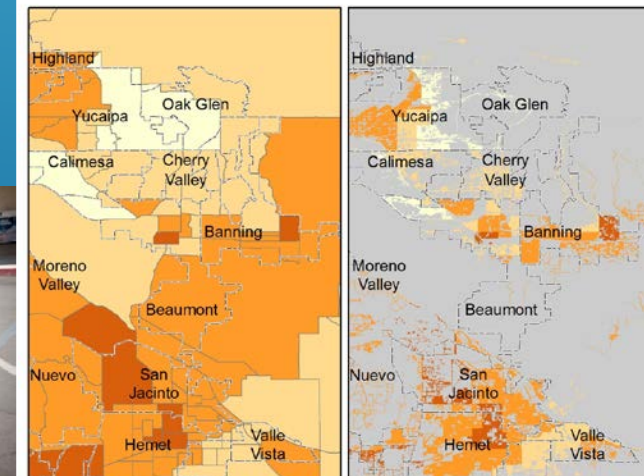 Highland
Oak Glen
Yucaipa
Calimesa
Cherry
Valley
Banning
Moreno
Valley
Beaumont
Nuevo
San
Jacinto
Hemet
Valle
Vista
Highland
Oak Glen
Yucaipa
Calimesa
Cherry
Valley
Banning
Moreno
Valley
Beaumont
Nuevo
San
Jacinto
Hemet
Valle
Vista